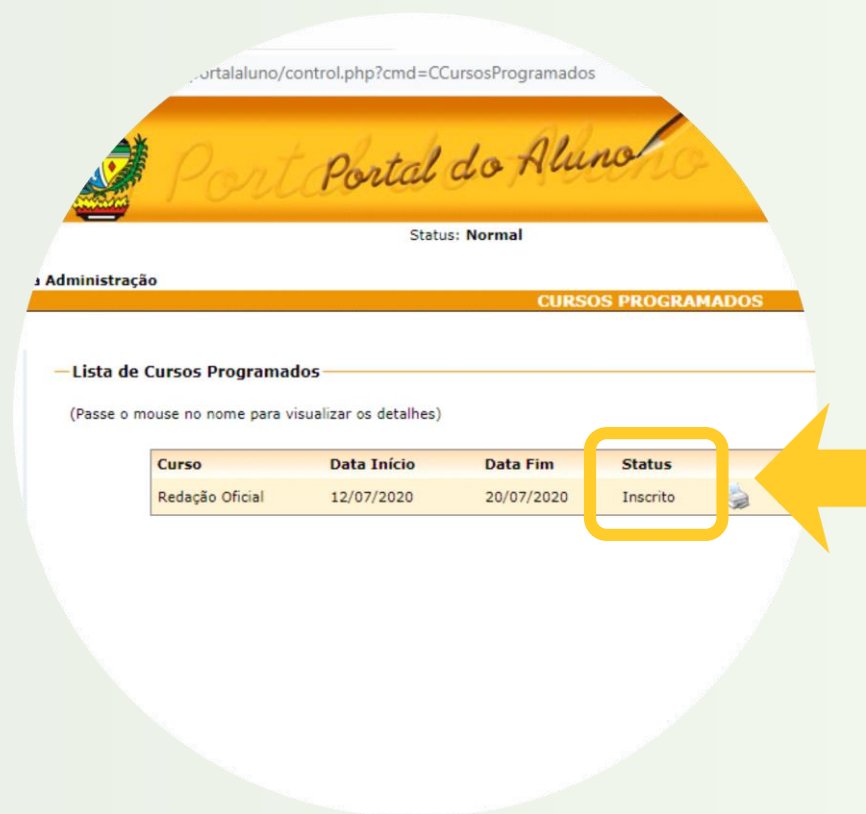 ortalaluno/control.php?cmd=CCursosProgramados
Portal do Aluno
Status: Normal
a Administração
CURSOS PROGRAMADOS
Lista de Cursos Programados
(Passe o mouse no nome para visualizar os detalhes)
Curso Data Início Data Fim Status
Redação Oficial 12/07/2020 20/07/2020 Inscrito